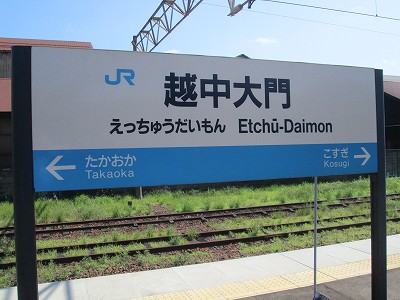 JR 越中大門
えっちゅうだいもん Etchū-Daimon
← たかおか こすぎ →
Takaoka Kosugi